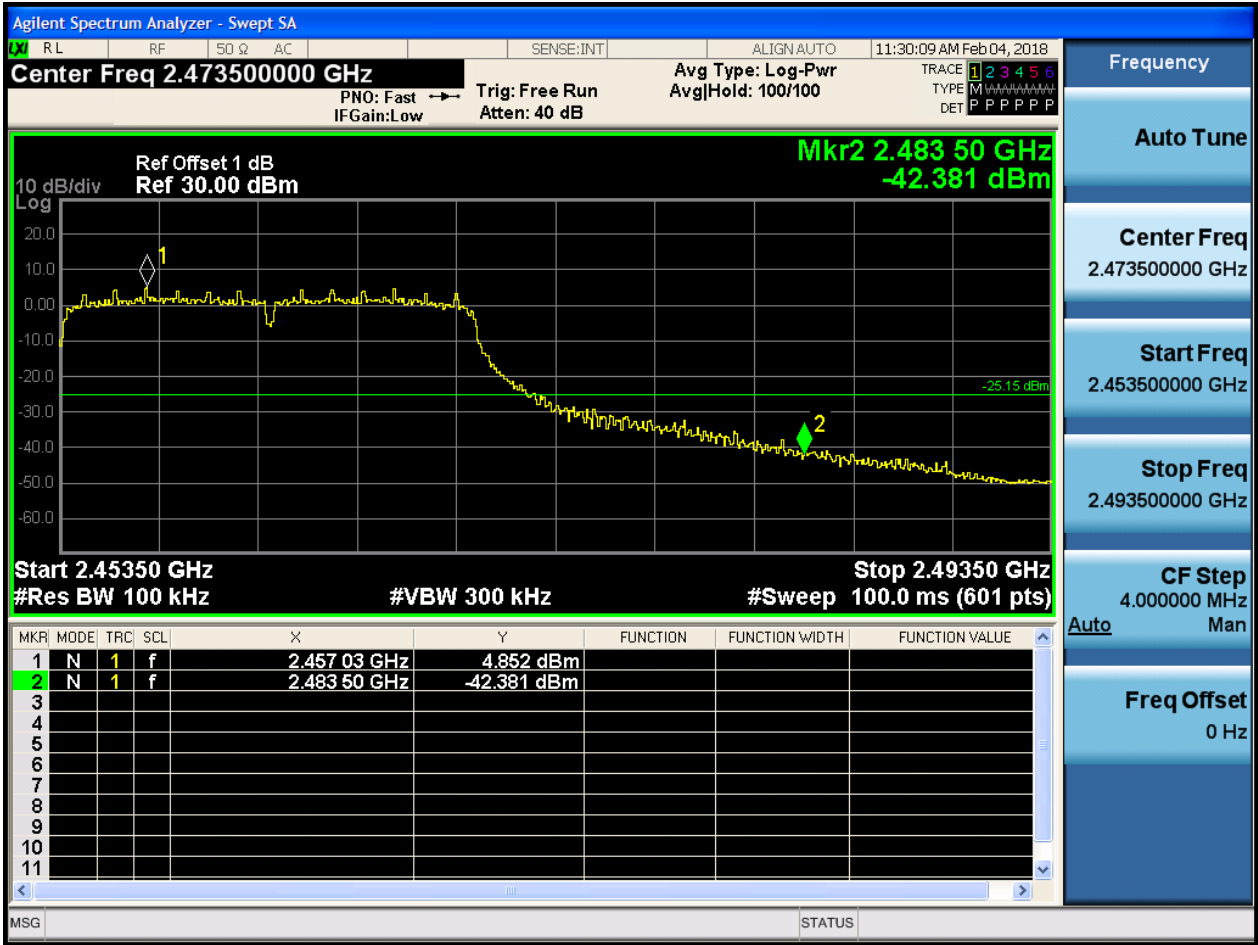 Agilent Spectrum Analyzer - Swept SA
LXI RL RF 50 Ω AC SENSE:INT ALIGN AUTO 11:30:09 AM Feb 04, 2018
Center Freq 2.473500000 GHz
PNO: Fast
IFGain:Low
Trig: Free Run
Atten: 40 dB
Avg Type: Log-Pwr
Avg|Hold: 100/100
TRACE 1 2 3 4 5 6
TYPE M
DET P P P P P P
Mkr2 2.483 50 GHz
-42.381 dBm
Ref Offset 1 dB
10 dB/div Ref 30.00 dBm
Log
20.0
10.0
0.00
-10.0
-20.0
-30.0
-40.0
-50.0
-60.0
1
-25.15 dBm
2
Start 2.45350 GHz Stop 2.49350 GHz
#Res BW 100 kHz #VBW 300 kHz #Sweep 100.0 ms (601 pts)
MKR MODE TRC SCL X Y FUNCTION FUNCTION WIDTH FUNCTION VALUE
1 N 1 f 2.457 03 GHz 4.852 dBm
2 N 1 f 2.483 50 GHz -42.381 dBm
3
4
5
6
7
8
9
10
11
MSG STATUS
Frequency
Auto Tune
Center Freq
2.473500000 GHz
Start Freq
2.453500000 GHz
Stop Freq
2.493500000 GHz
CF Step
4.000000 MHz
Auto Man
Freq Offset
0 Hz